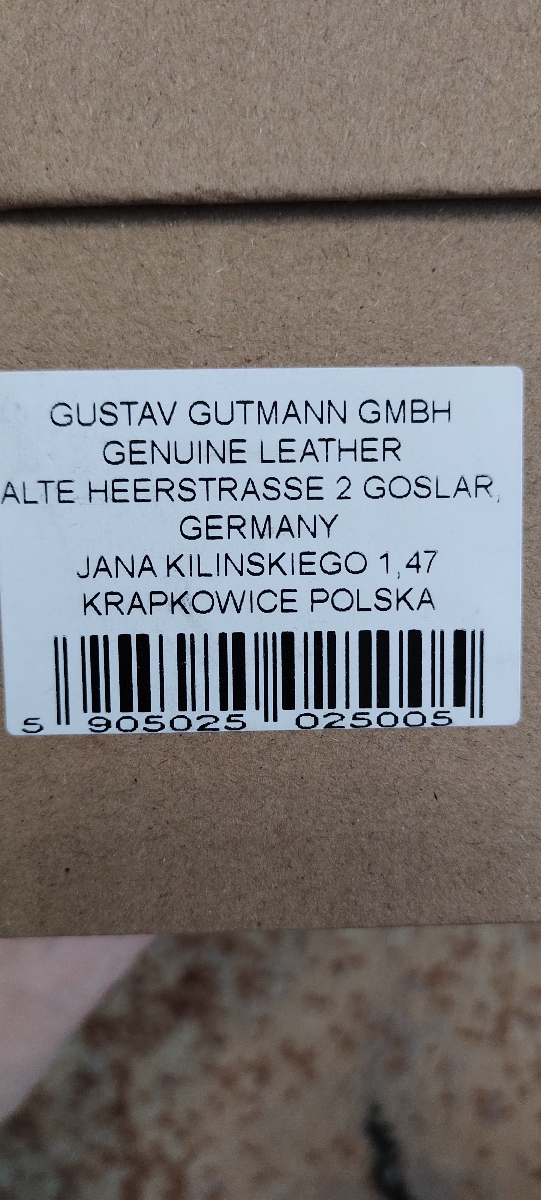 GUSTAV GUTMANN GMBH
GENUINE LEATHER
ALTE HEERSTRASSE 2 GOSLAR,
GERMANY
JANA KILINSKIEGO 1,47
KRAPKOWICE POLSKA
5 905025 025005